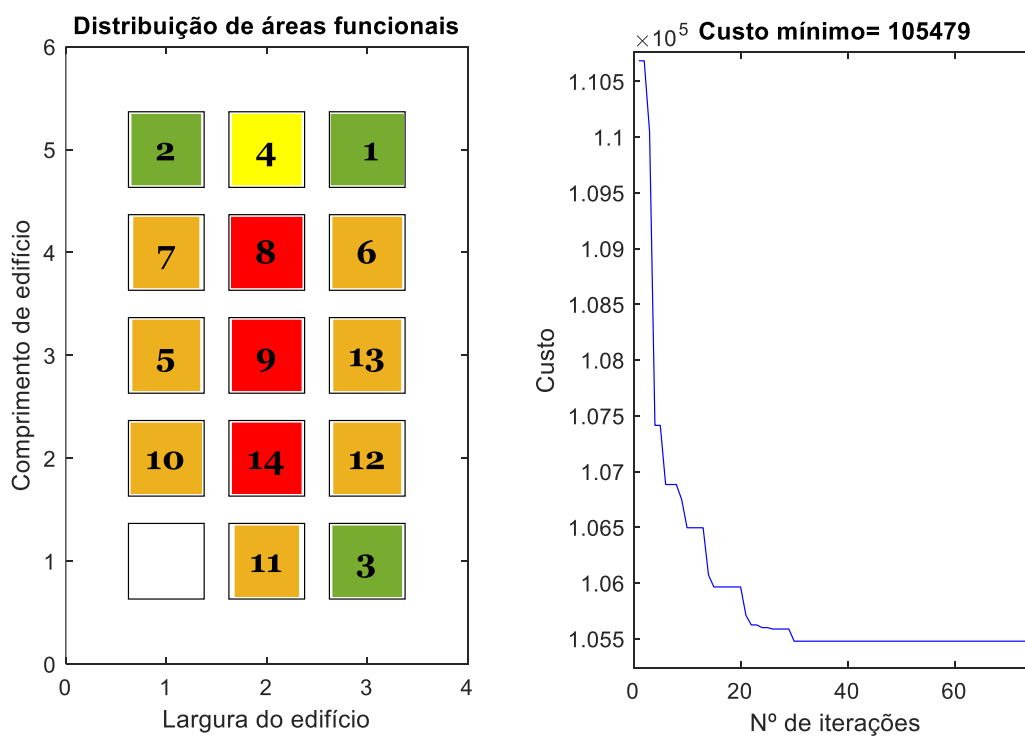 Distribuição de áreas funcionais
6
5
4
3
2
1
0
0
1
2
3
4
Comprimento de edifício
Largura do edifício
2 4 1
7 8 6
5 9 13
10 14 12
11 3
×10⁵ Custo mínimo= 105479
1.105
1.1
1.095
1.09
1.085
1.08
1.075
1.07
1.065
1.06
1.055
0
20
40
60
Custo
Nº de iterações